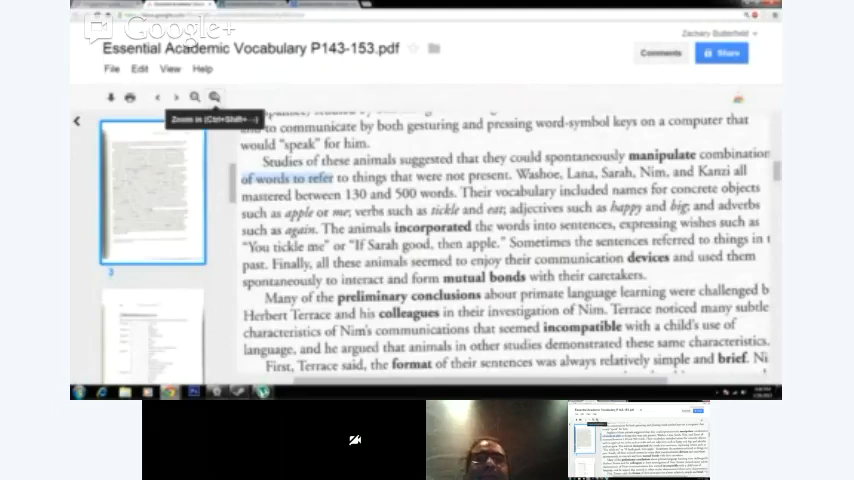 Google+
Zachary Butterfield
Essential Academic Vocabulary P143-153.pdf
Comments
Share
File Edit View Help
Zoom in (Ctrl+Shift+
and to communicate by both gesturing and pressing word-symbol keys on a computer that
would "speak" for him.
Studies of these animals suggested that they could spontaneously manipulate combination
of words to refer to things that were not present. Washoe, Lana, Sarah, Nim, and Kanzi all
mastered between 130 and 500 words. Their vocabulary included names for concrete objects
such as apple or me; verbs such as tickle and eat; adjectives such as happy and big; and adverbs
such as again. The animals incorporated the words into sentences, expressing wishes such as
"You tickle me" or "If Sarah good, then apple." Sometimes the sentences referred to things in t
past. Finally, all these animals seemed to enjoy their communication devices and used them
spontaneously to interact and form mutual bonds with their caretakers.
Many of the preliminary conclusions about primate language learning were challenged b
Herbert Terrace and his colleagues in their investigation of Nim. Terrace noticed many subtle
characteristics of Nim's communications that seemed incompatible with a child's use of
language, and he argued that animals in other studies demonstrated these same characteristics.
First, Terrace said, the format of their sentences was always relatively simple and brief. Ni
3